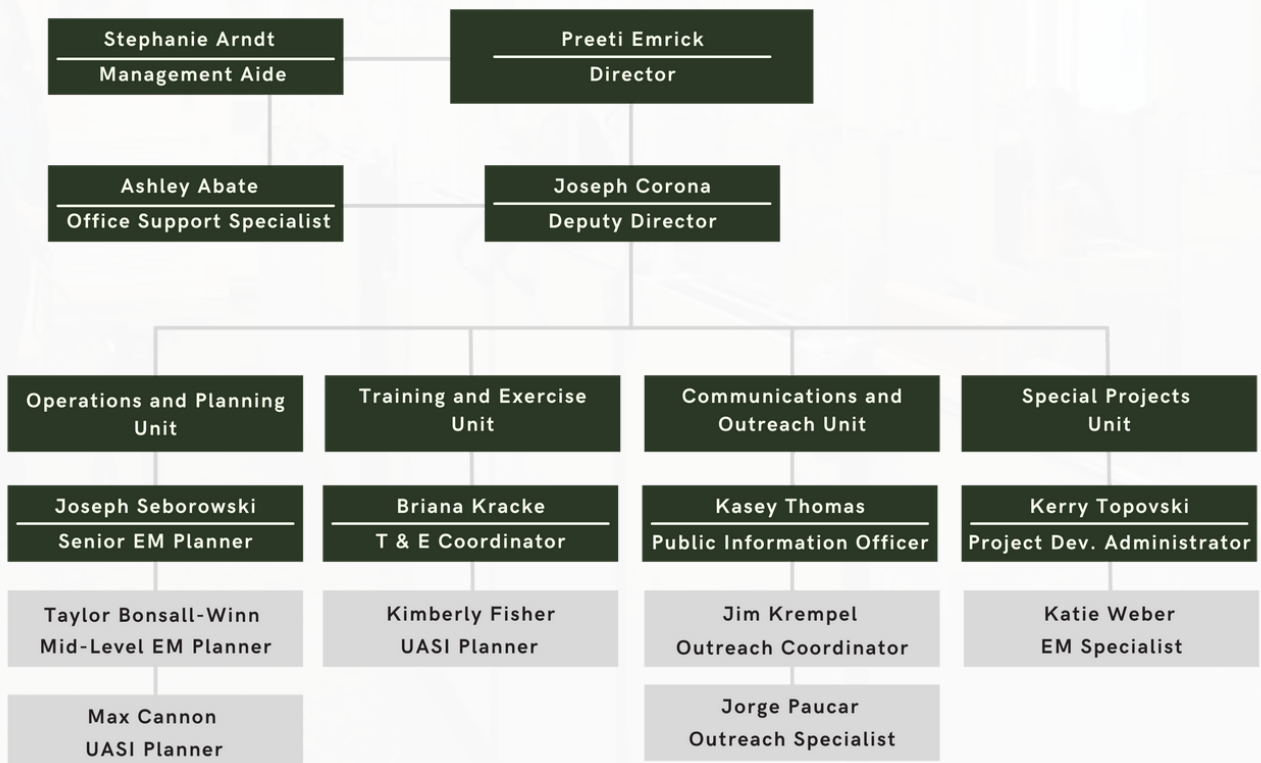 Stephanie Arndt
Management Aide
Preeti Emrick
Director
Ashley Abate
Office Support Specialist
Joseph Corona
Deputy Director
Operations and Planning
Unit
Training and Exercise
Unit
Communications and
Outreach Unit
Special Projects
Unit
Joseph Seborowski
Senior EM Planner
Briana Kracke
T & E Coordinator
Kasey Thomas
Public Information Officer
Kerry Topovski
Project Dev. Administrator
Taylor Bonsall-Winn
Mid-Level EM Planner
Kimberly Fisher
UASI Planner
Jim Krempel
Outreach Coordinator
Katie Weber
EM Specialist
Max Cannon
UASI Planner
Jorge Paucar
Outreach Specialist